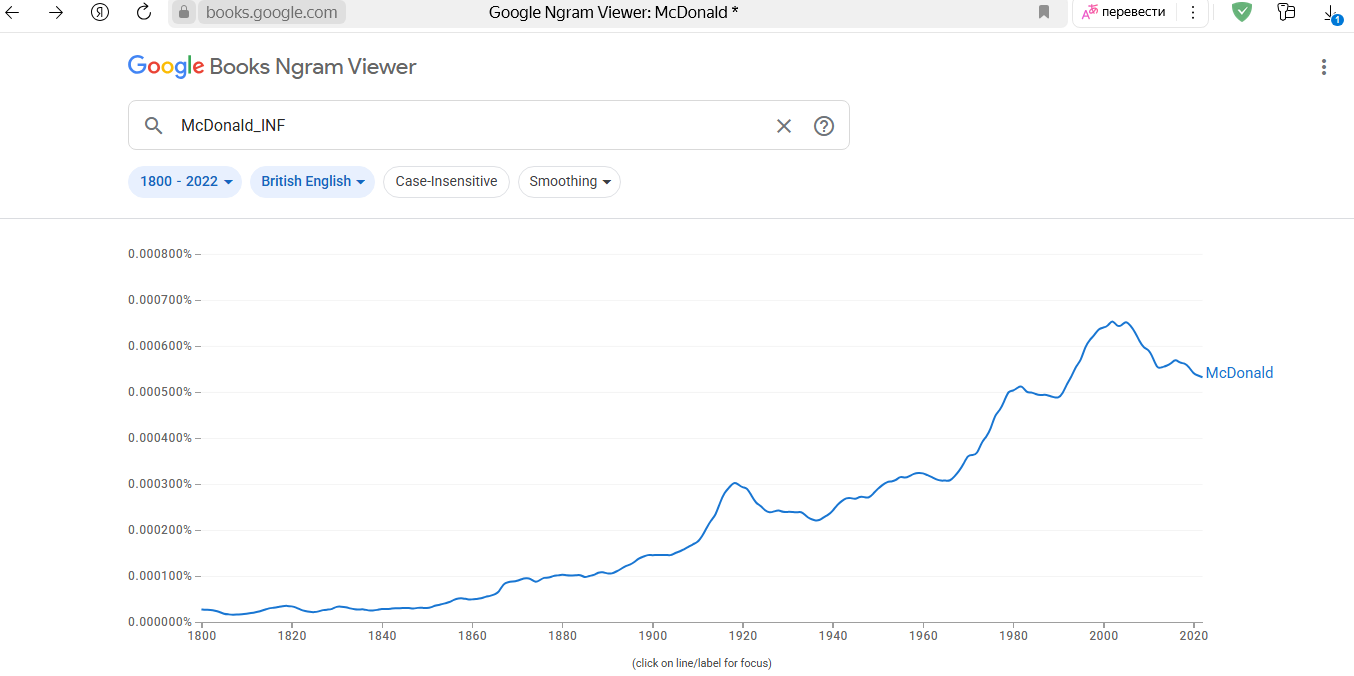 Я books.google.com Google Ngram Viewer: McDonald * перевести 1
Google Books Ngram Viewer
McDonald_INF
1800 - 2022 British English Case-Insensitive Smoothing
0.000800%
0.000700%
0.000600%
0.000500%
0.000400%
0.000300%
0.000200%
0.000100%
0.000000%
McDonald
1800 1820 1840 1860 1880 1900 1920 1940 1960 1980 2000 2020
(click on line/label for focus)